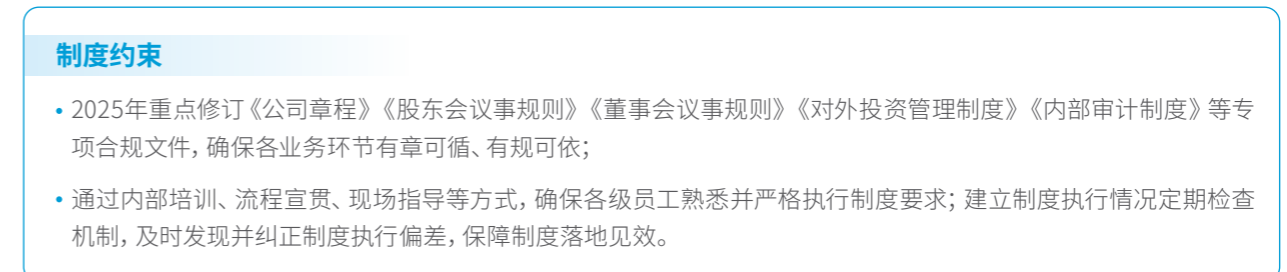 制度约束
• 2025年重点修订《公司章程》《股东会议事规则》《董事会议事规则》《对外投资管理制度》《内部审计制度》等专
项合规文件，确保各业务环节有章可循、有规可依；
• 通过内部培训、流程宣贯、现场指导等方式，确保各级员工熟悉并严格执行制度要求；建立制度执行情况定期检查
机制，及时发现并纠正制度执行偏差，保障制度落地见效。